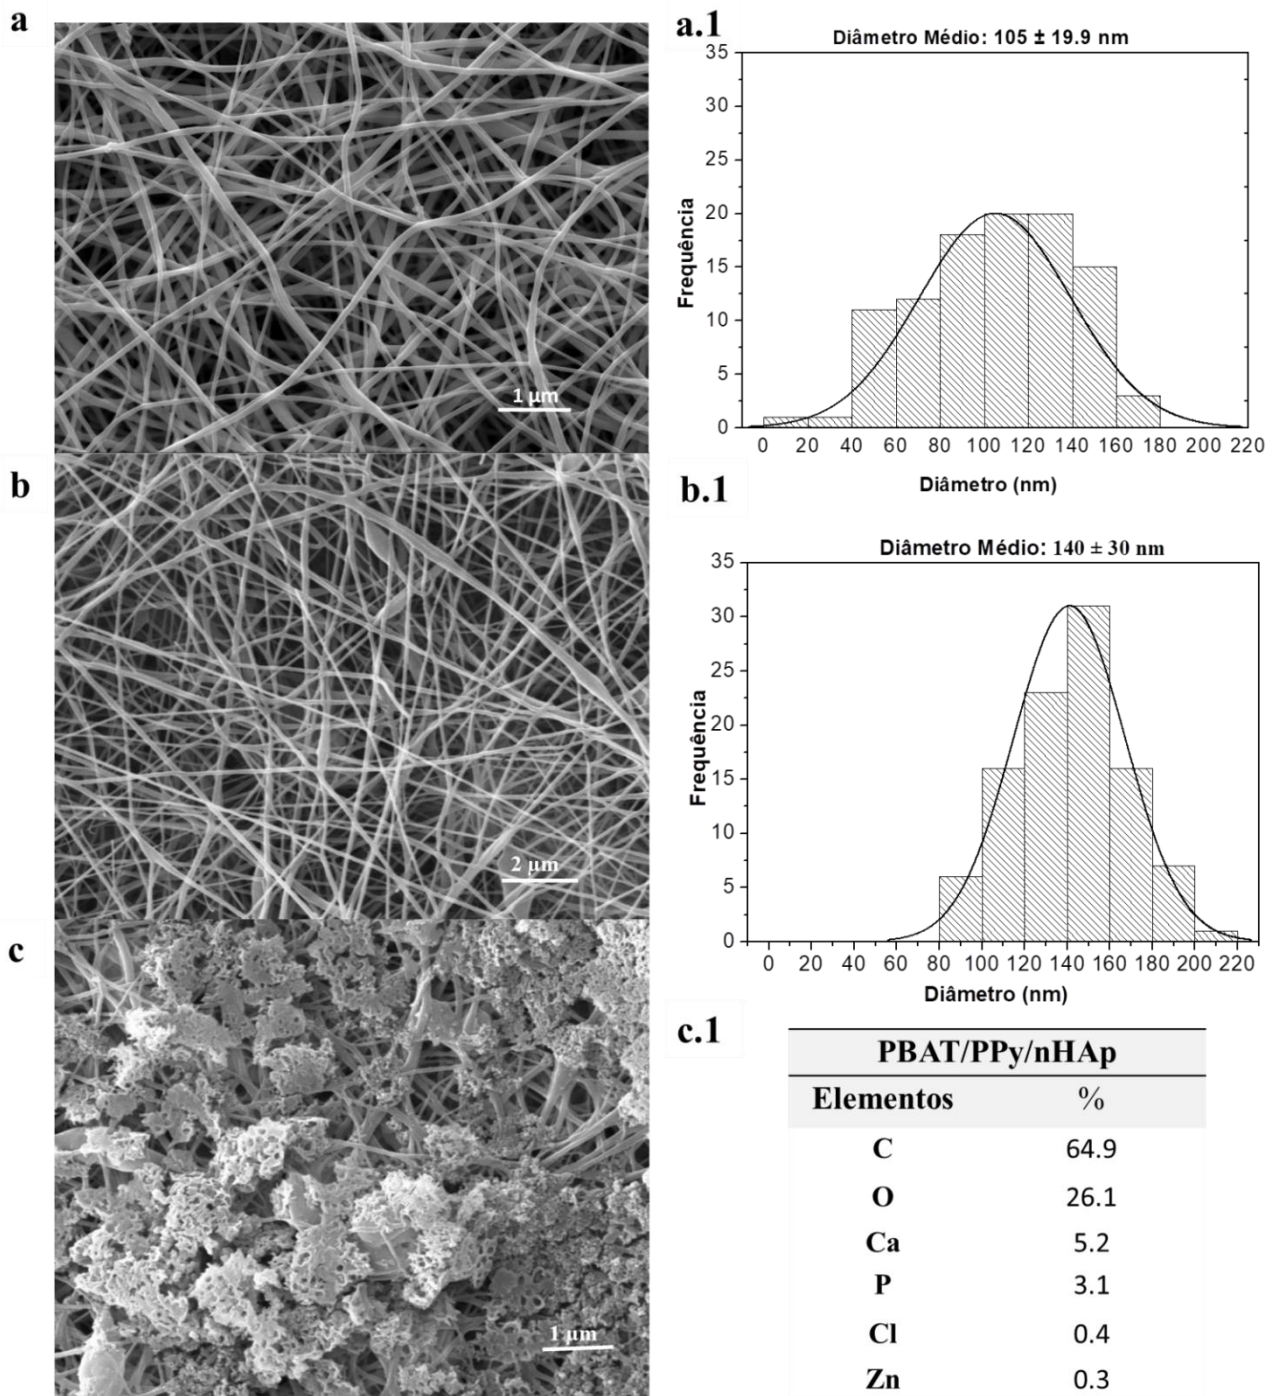 a
1 µm
a.1
Diâmetro Médio: 105 ± 19.9 nm
35
30
25
20
15
10
5
0
Frequência
0 20 40 60 80 100 120 140 160 180 200 220
Diâmetro (nm)
b
2 µm
b.1
Diâmetro Médio: 140 ± 30 nm
35
30
25
20
15
10
5
0
Frequência
0 20 40 60 80 100 120 140 160 180 200 220
Diâmetro (nm)
c
1 µm
c.1
PBAT/PPy/nHAp
Elementos %
C 64.9
O 26.1
Ca 5.2
P 3.1
Cl 0.4
Zn 0.3